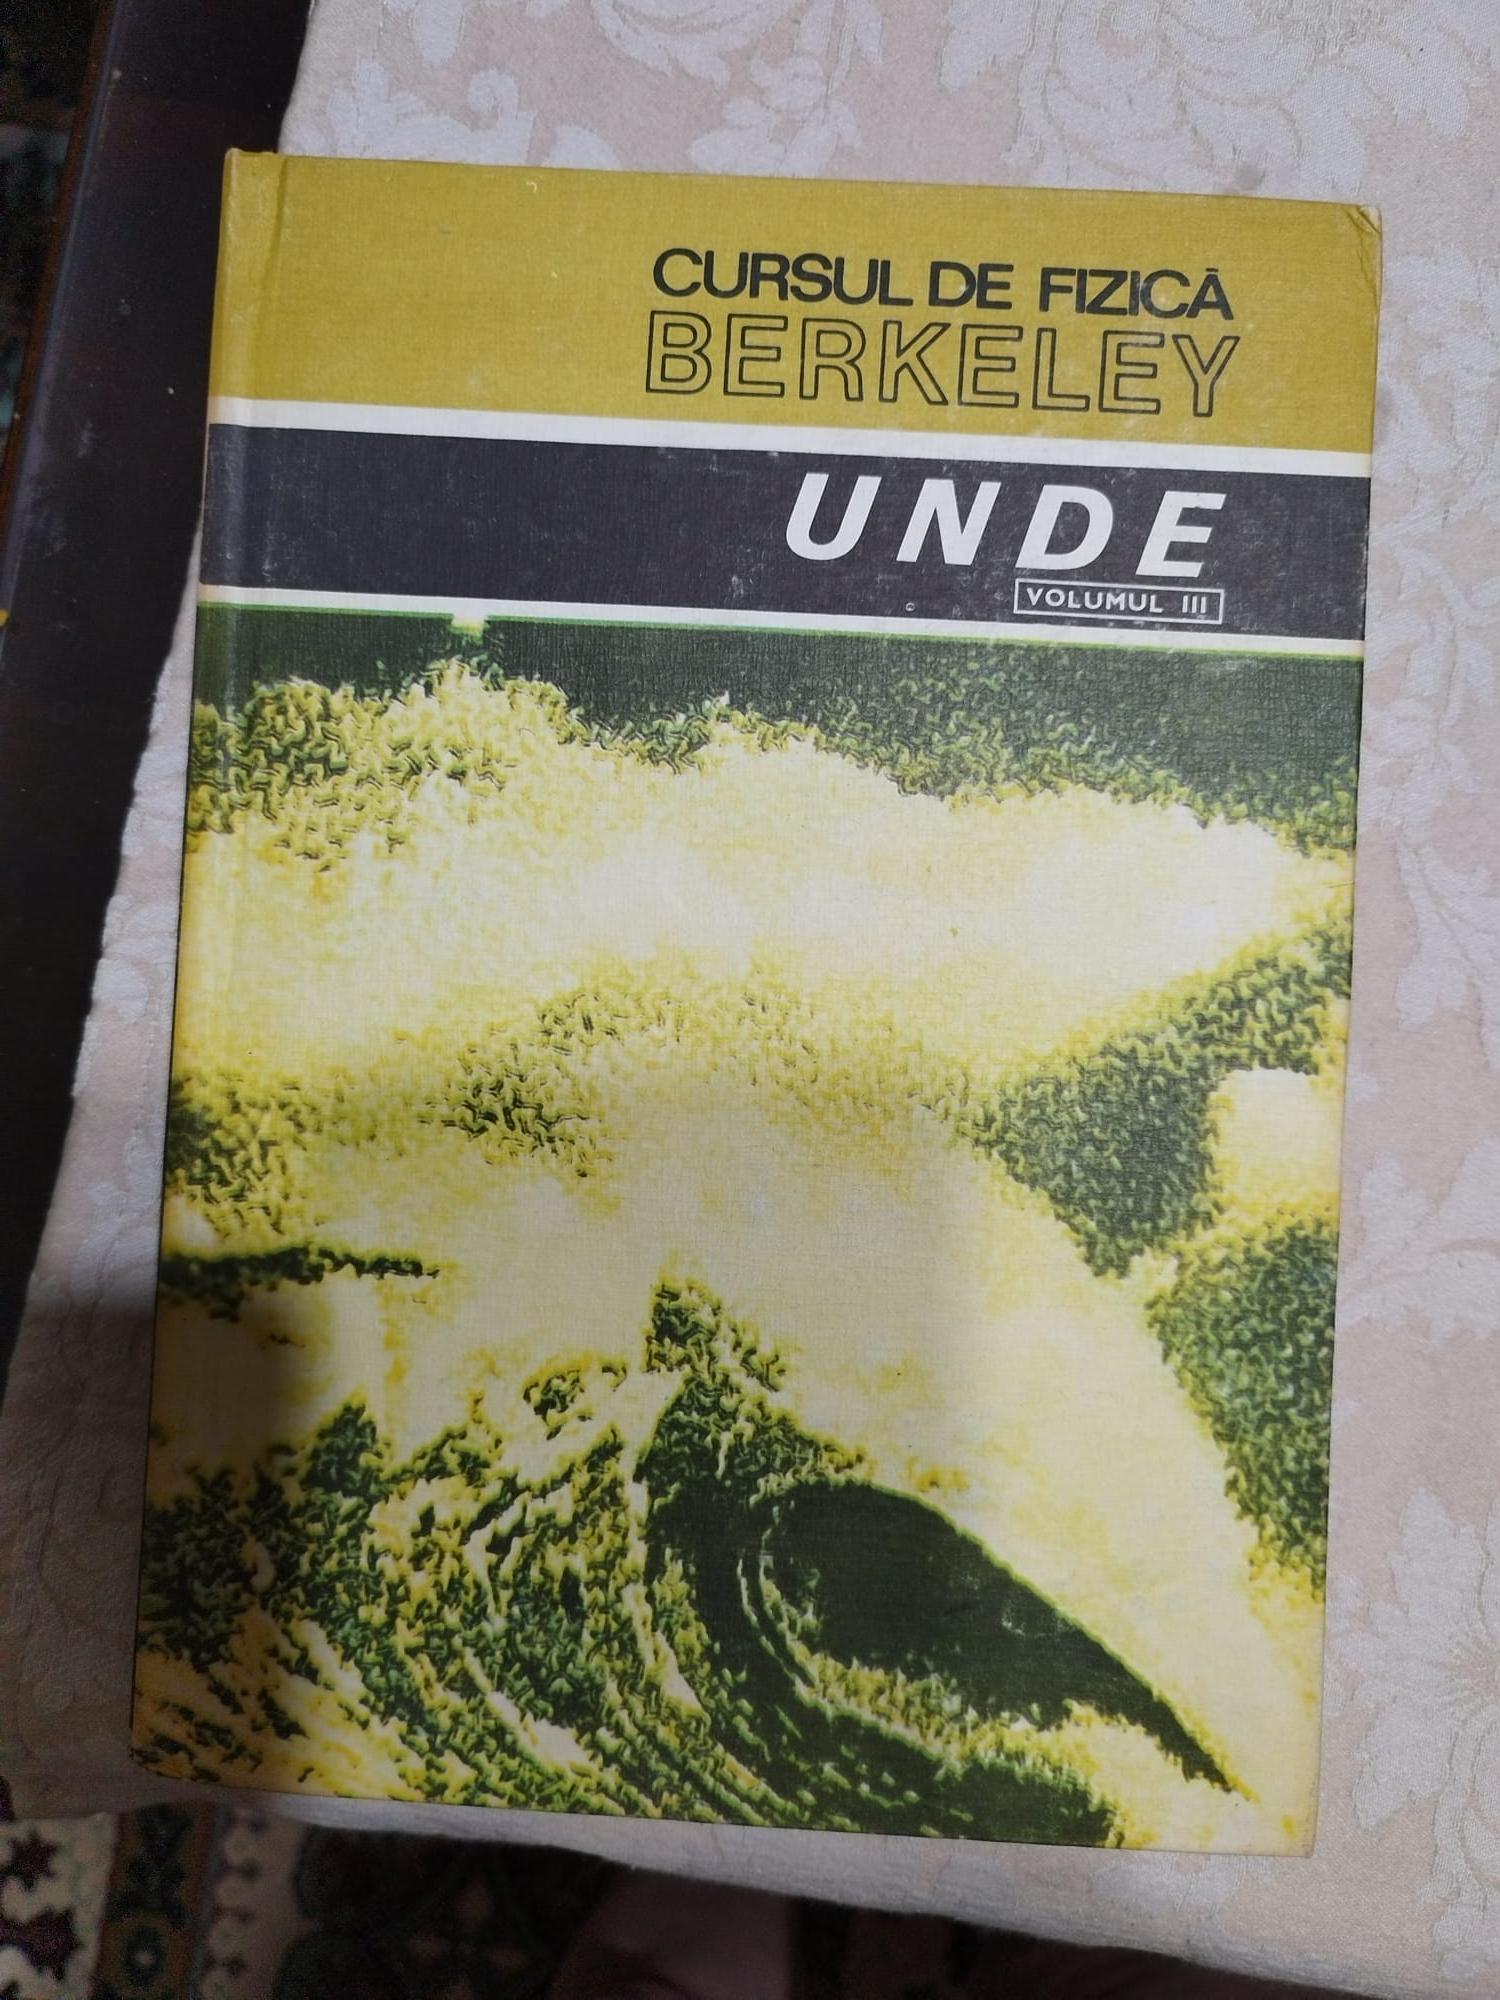 CURSUL DE FIZICĂ
BERKELEY
UNDE
VOLUMUL III